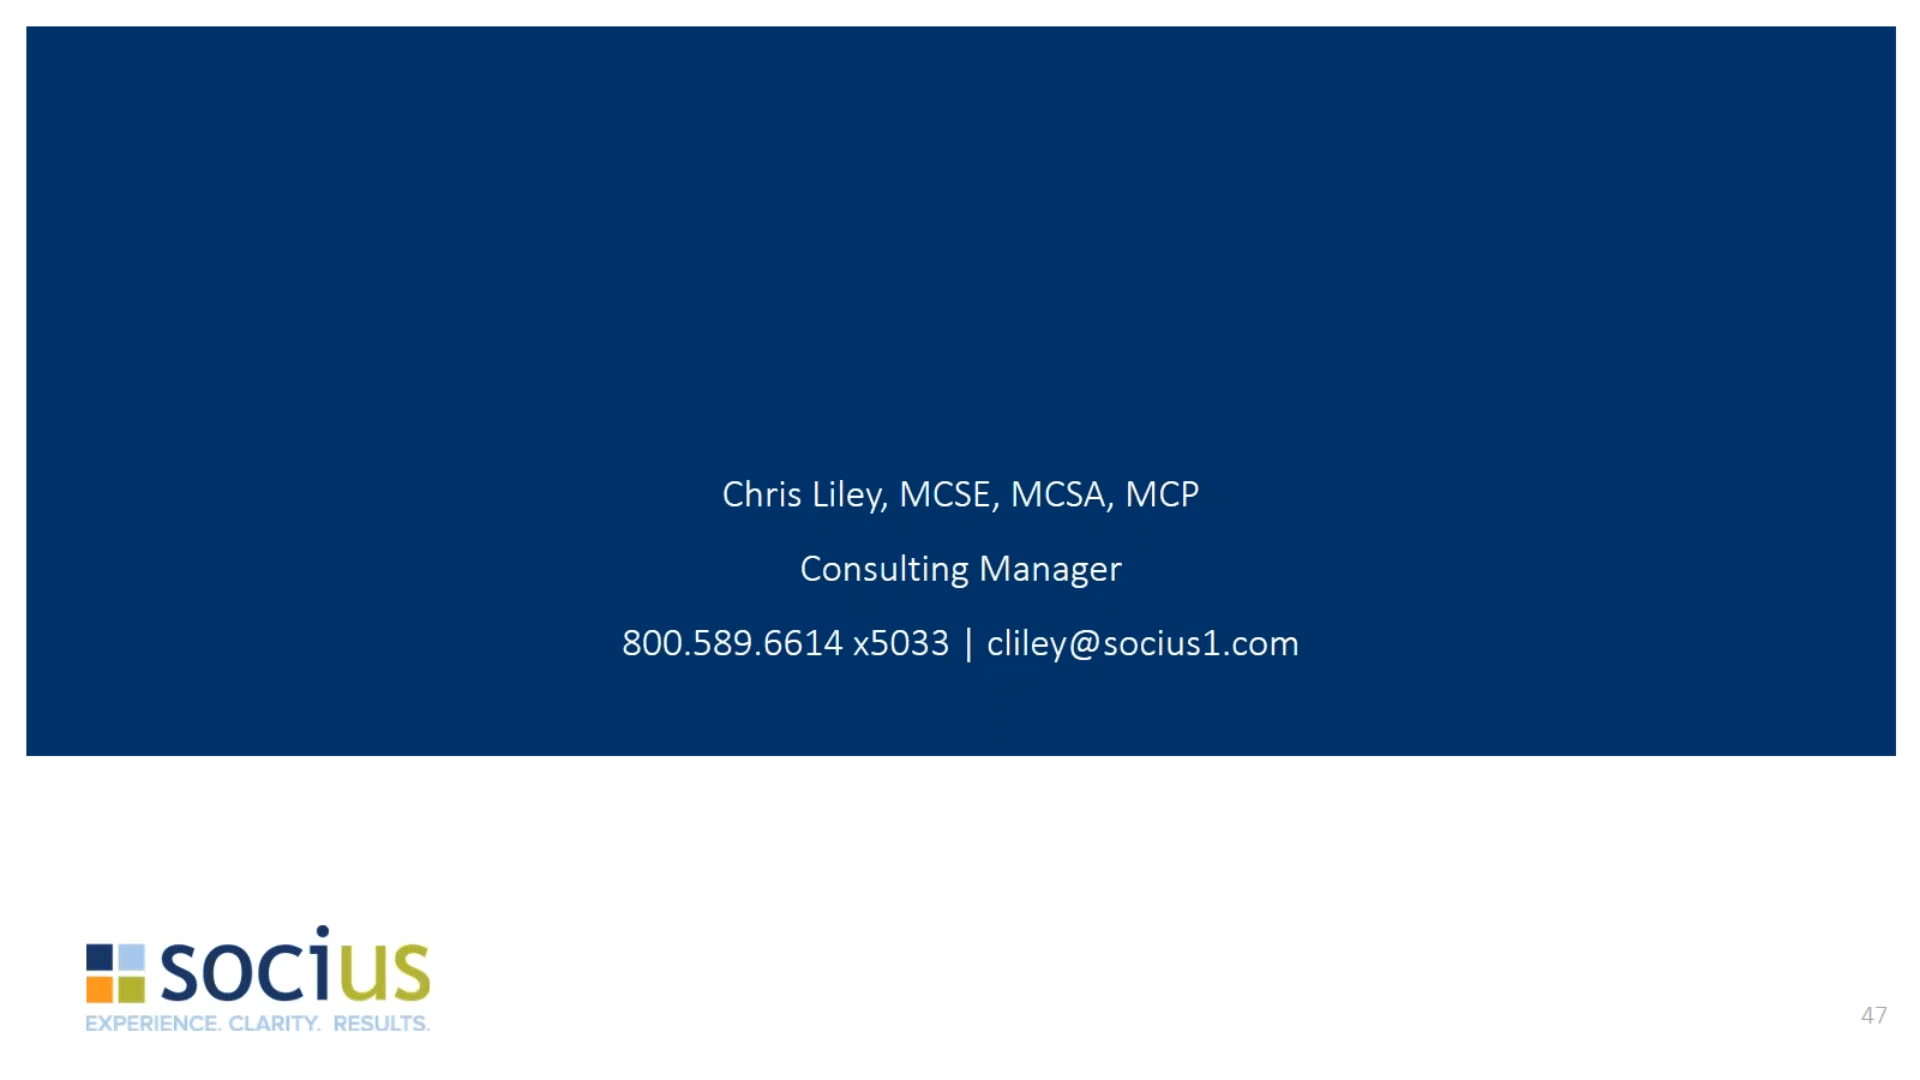 Chris Liley, MCSE, MCSA, MCP
Consulting Manager
800.589.6614 x5033 | cliley@socius1.com
socius
EXPERIENCE. CLARITY. RESULTS.
47